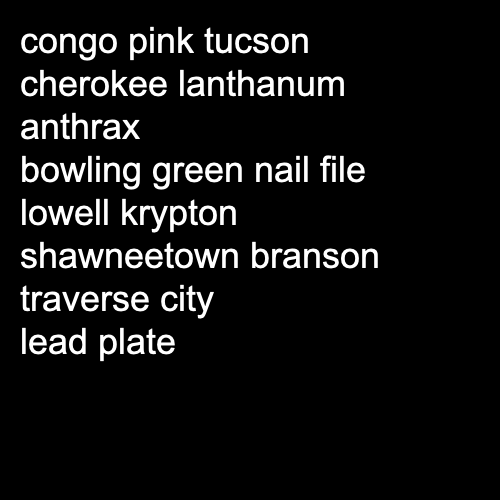 congo pink tucson
cherokee lanthanum
anthrax
bowling green nail file
lowell krypton
shawneetown branson
traverse city
lead plate